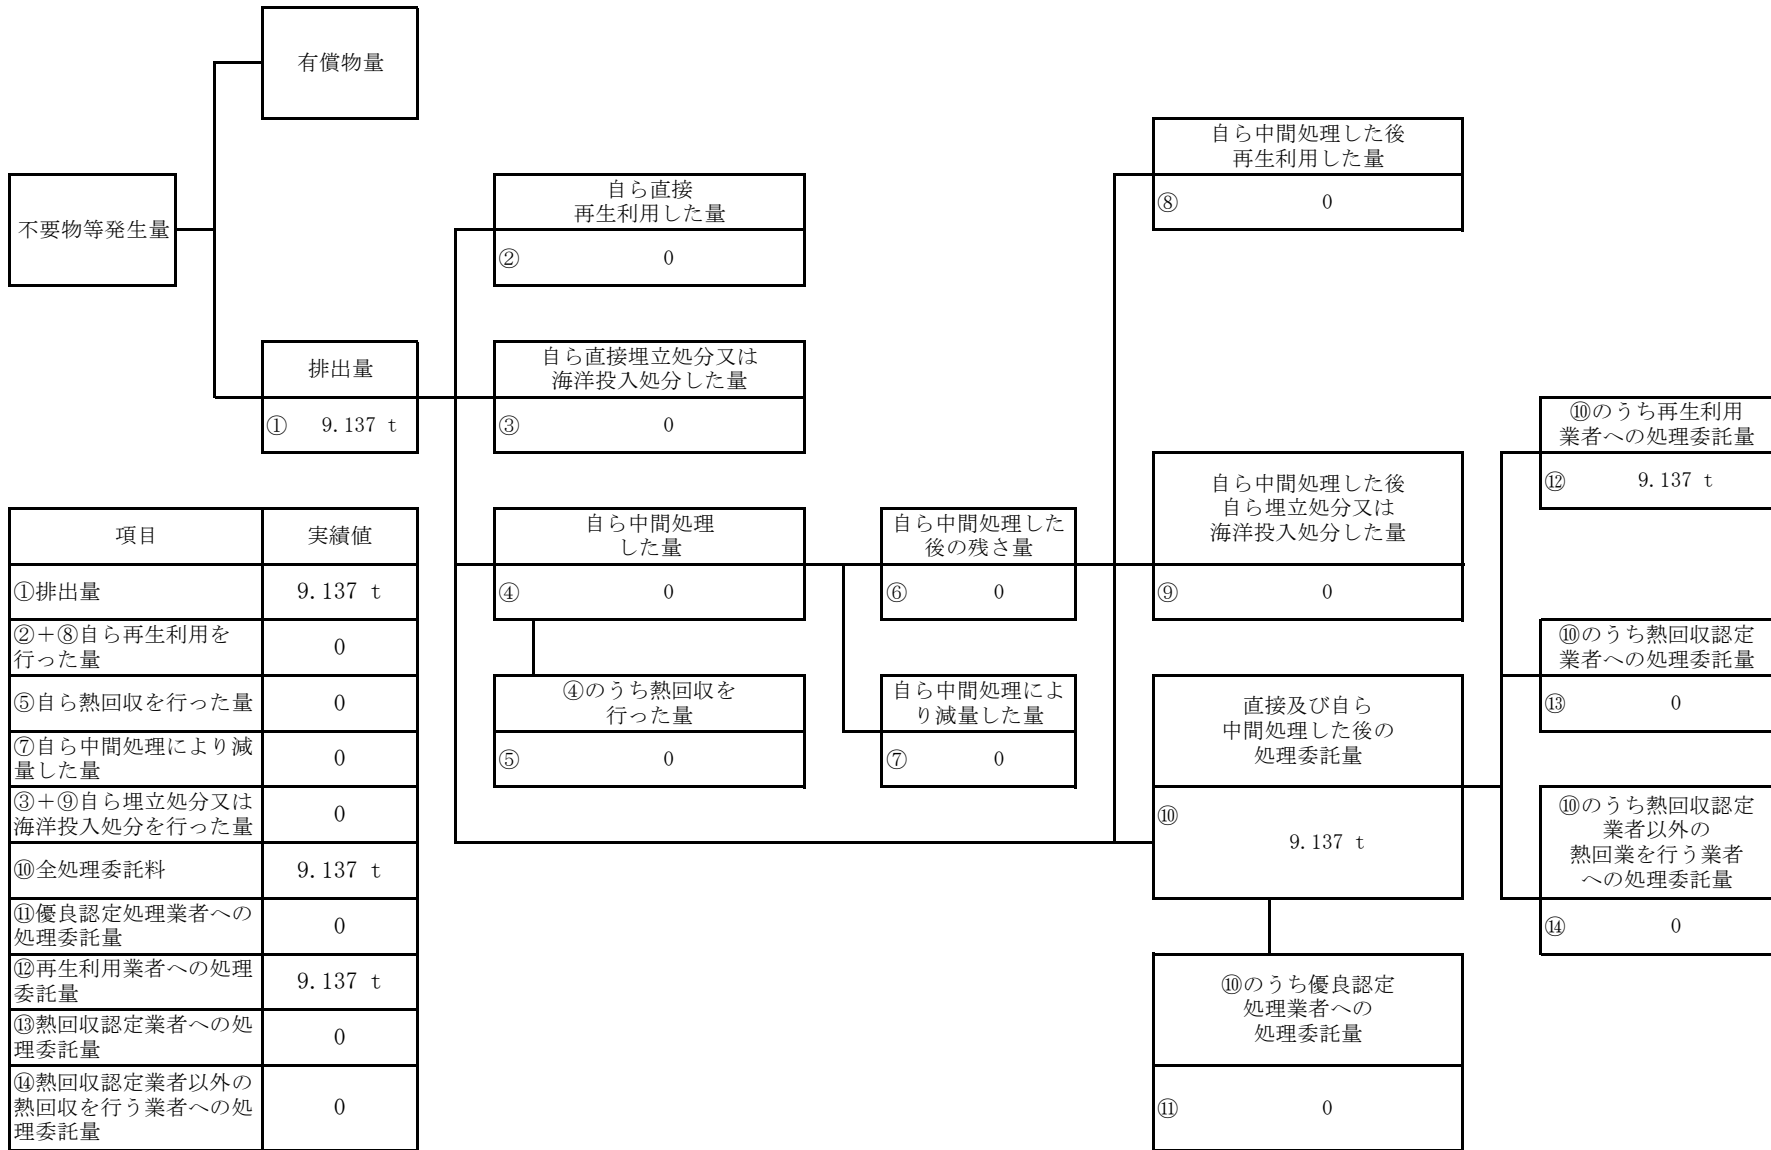 有償物量
不要物等発生量
排出量
① 9.137 t
自ら直接
再生利用した量
② 0
自ら直接埋立処分又は
海洋投入処分した量
③ 0
自ら中間処理
した量
④ 0
④のうち熱回収を
行った量
⑤ 0
自ら中間処理した
後の残さ量
⑥ 0
自ら中間処理によ
り減量した量
⑦ 0
自ら中間処理した後
再生利用した量
⑧ 0
自ら中間処理した後
自ら埋立処分又は
海洋投入処分した量
⑨ 0
直接及び自ら
中間処理した後の
処理委託量
⑩
9.137 t
⑩のうち優良認定
処理業者への
処理委託量
⑪ 0
⑩のうち再生利用
業者への処理委託量
⑫ 9.137 t
⑩のうち熱回収認定
業者への処理委託量
⑬ 0
⑩のうち熱回収認定
業者以外の
熱回業を行う業者
への処理委託量
⑭ 0
項目 実績値
①排出量 9.137 t
②＋⑧自ら再生利用を
行った量 0
⑤自ら熱回収を行った量 0
⑦自ら中間処理により減
量した量 0
③＋⑨自ら埋立処分又は
海洋投入処分を行った量 0
⑩全処理委託料 9.137 t
⑪優良認定処理業者への
処理委託量 0
⑫再生利用業者への処理
委託量 9.137 t
⑬熱回収認定業者への処
理委託量 0
⑭熱回収認定業者以外の
熱回収を行う業者への処
理委託量 0